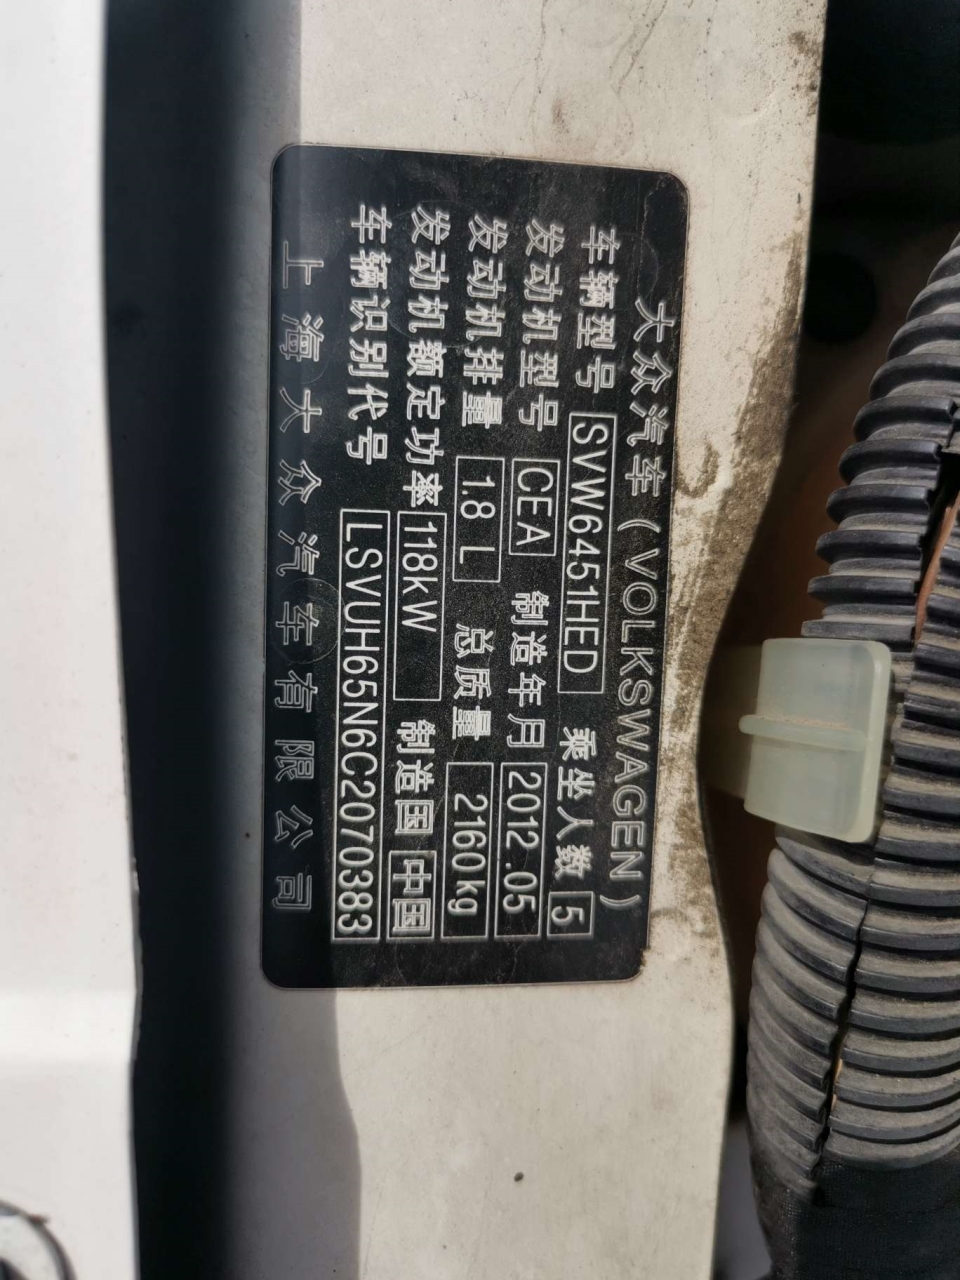 大众汽车(VOLKSWAGEN)
车辆型号 SVW6451HED 乘坐人数 5
发动机型号 CEA 制造年月 2012.05
发动机排量 1.8 L 总质量 2160kg
发动机额定功率 118kW 制造国 中国
车辆识别代号 LSVUH65N6C2070383
上海大众汽车有限公司